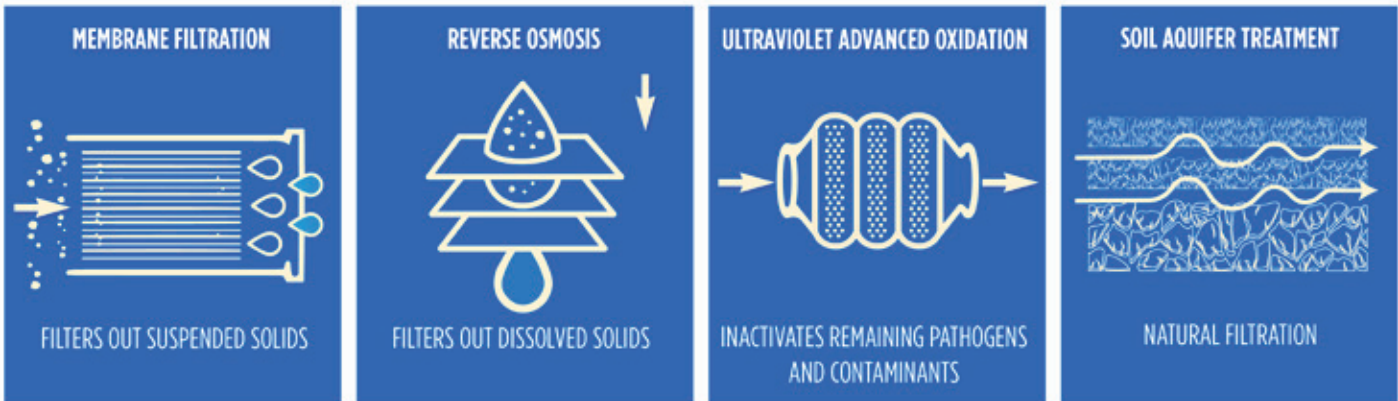 MEMBRANE FILTRATION
FILTERS OUT SUSPENDED SOLIDS
REVERSE OSMOSIS
FILTERS OUT DISSOLVED SOLIDS
ULTRAVIOLET ADVANCED OXIDATION
INACTIVATES REMAINING PATHOGENS
AND CONTAMINANTS
SOIL AQUIFER TREATMENT
NATURAL FILTRATION